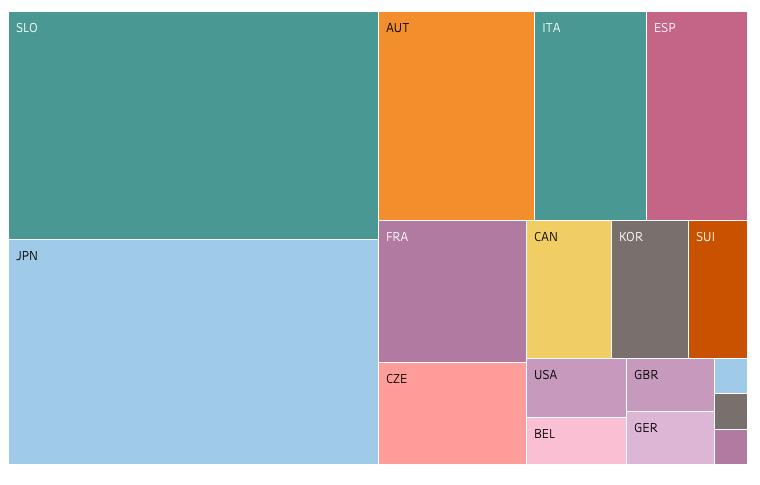 SLO
AUT
ITA
ESP
JPN
FRA
CAN
KOR
SUI
CZE
USA
GBR
BEL
GER